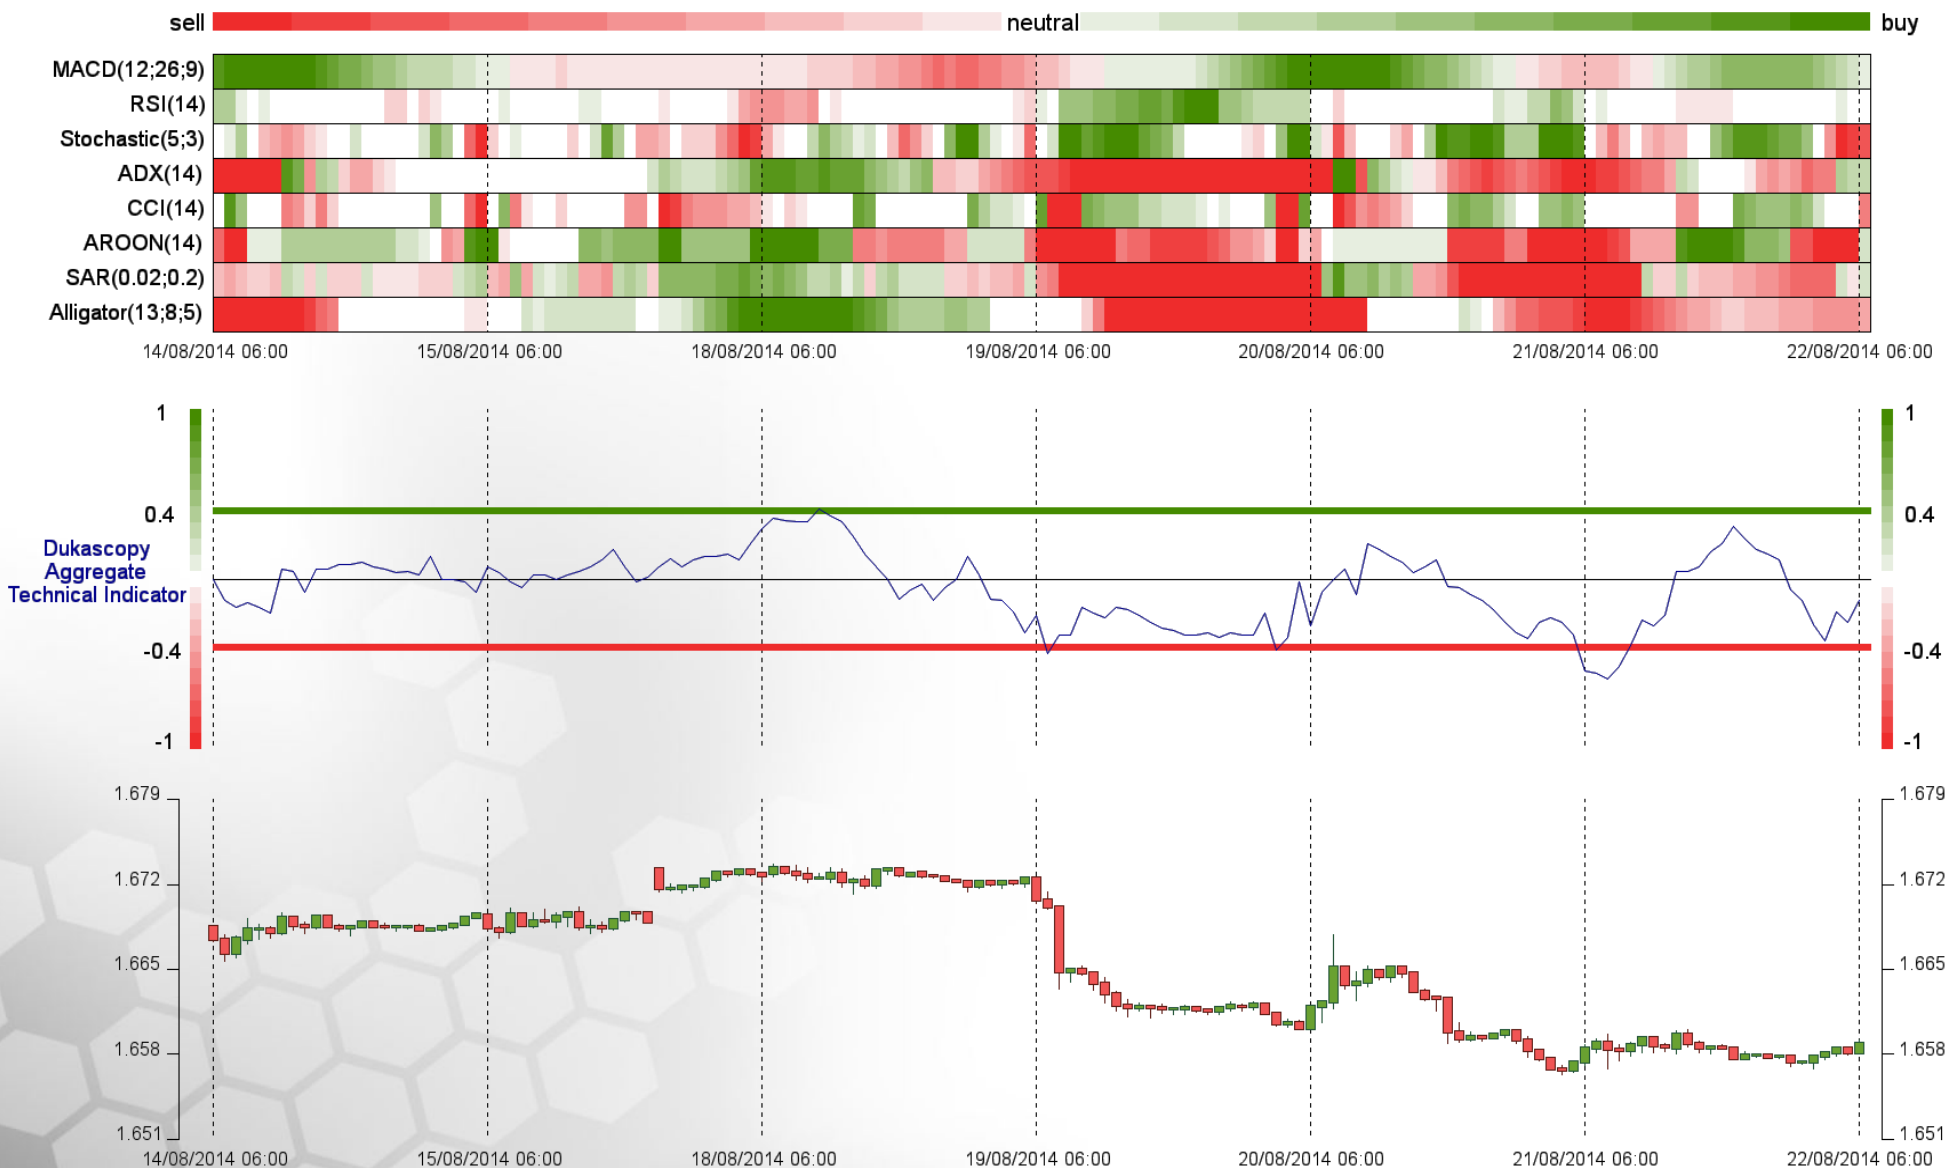 sell neutral buy
MACD(12;26;9)
RSI(14)
Stochastic(5;3)
ADX(14)
CCI(14)
AROON(14)
SAR(0.02;0.2)
Alligator(13;8;5)
14/08/2014 06:00 15/08/2014 06:00 18/08/2014 06:00 19/08/2014 06:00 20/08/2014 06:00 21/08/2014 06:00 22/08/2014 06:00
1 1
0.4 0.4
Dukascopy
Aggregate
Technical Indicator
-0.4 -0.4
-1 -1
1.679 1.679
1.672 1.672
1.665 1.665
1.658 1.658
1.651 1.651
14/08/2014 06:00 15/08/2014 06:00 18/08/2014 06:00 19/08/2014 06:00 20/08/2014 06:00 21/08/2014 06:00 22/08/2014 06:00